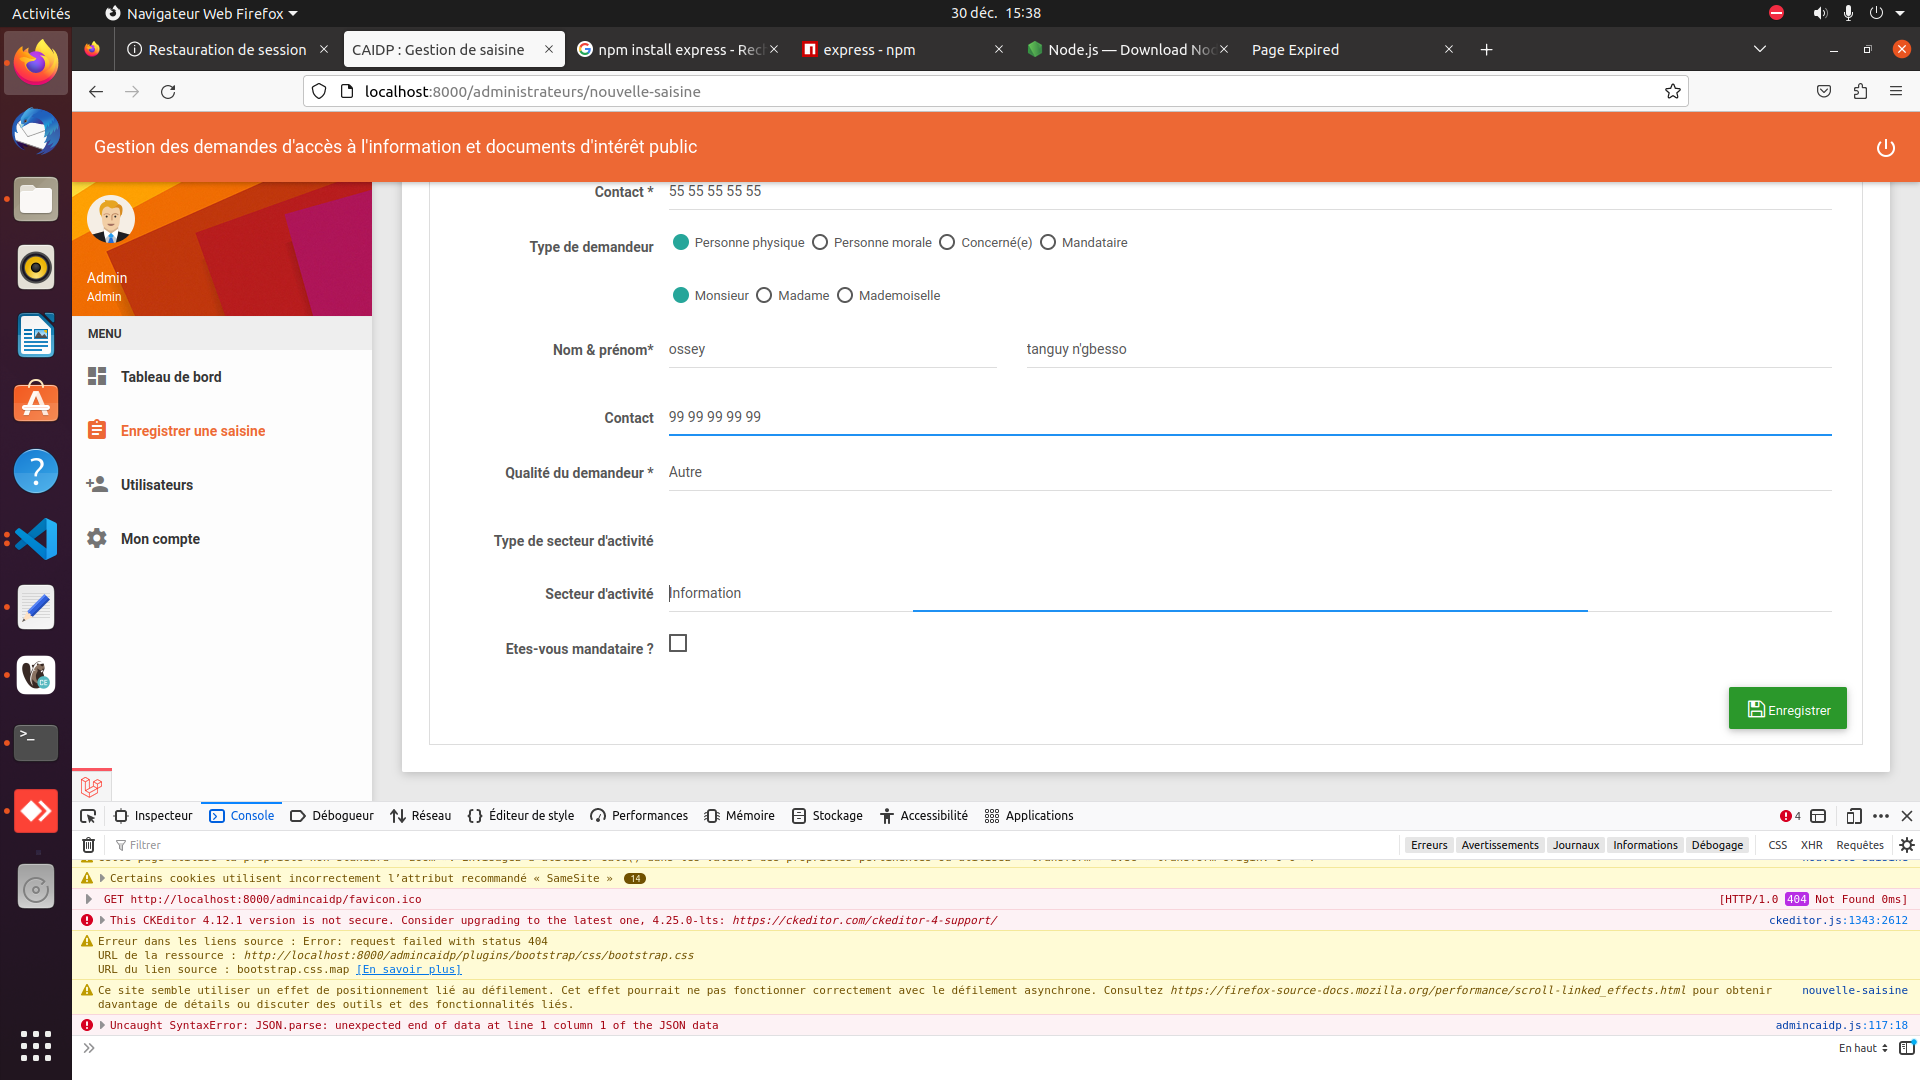 Activités
Navigateur Web Firefox
30 déc. 15:38
Restauration de session
CAIDP : Gestion de saisine
npm install express - Rech
express - npm
Node.js — Download Noc
Page Expired
localhost:8000/administrateurs/nouvelle-saisine
Gestion des demandes d'accès à l'information et documents d'intérêt public
Admin
Admin
MENU
Tableau de bord
Enregistrer une saisine
Utilisateurs
Mon compte
Contact * 55 55 55 55 55
Type de demandeur Personne physique Personne morale Concerné(e) Mandataire
Monsieur Madame Mademoiselle
Nom & prénom* ossey tanguy n'gbesso
Contact 99 99 99 99 99
Qualité du demandeur * Autre
Type de secteur d'activité
Secteur d'activité Information
Etes-vous mandataire ?
Enregistrer
Inspecteur Console Débogueur Réseau Éditeur de style Performances Mémoire Stockage Accessibilité Applications 4
Filtrer Erreurs Avertissements Journaux Informations Débogage CSS XHR Requêtes
Certains cookies utilisent incorrectement l’attribut recommandé « SameSite » 14
GET http://localhost:8000/admincaidp/favicon.ico [HTTP/1.0 404 Not Found 0ms]
This CKEditor 4.12.1 version is not secure. Consider upgrading to the latest one, 4.25.0-lts: https://ckeditor.com/ckeditor-4-support/ ckeditor.js:1343:2612
Erreur dans les liens source : Error: request failed with status 404
URL de la ressource : http://localhost:8000/admincaidp/plugins/bootstrap/css/bootstrap.css
URL du lien source : bootstrap.css.map [En savoir plus]
Ce site semble utiliser un effet de positionnement lié au défilement. Cet effet pourrait ne pas fonctionner correctement avec le défilement asynchrone. Consultez https://firefox-source-docs.mozilla.org/performance/scroll-linked_effects.html pour obtenir nouvelle-saisine
davantage de détails ou discuter des outils et des fonctionnalités liés.
Uncaught SyntaxError: JSON.parse: unexpected end of data at line 1 column 1 of the JSON data admincaidp.js:117:18
En haut